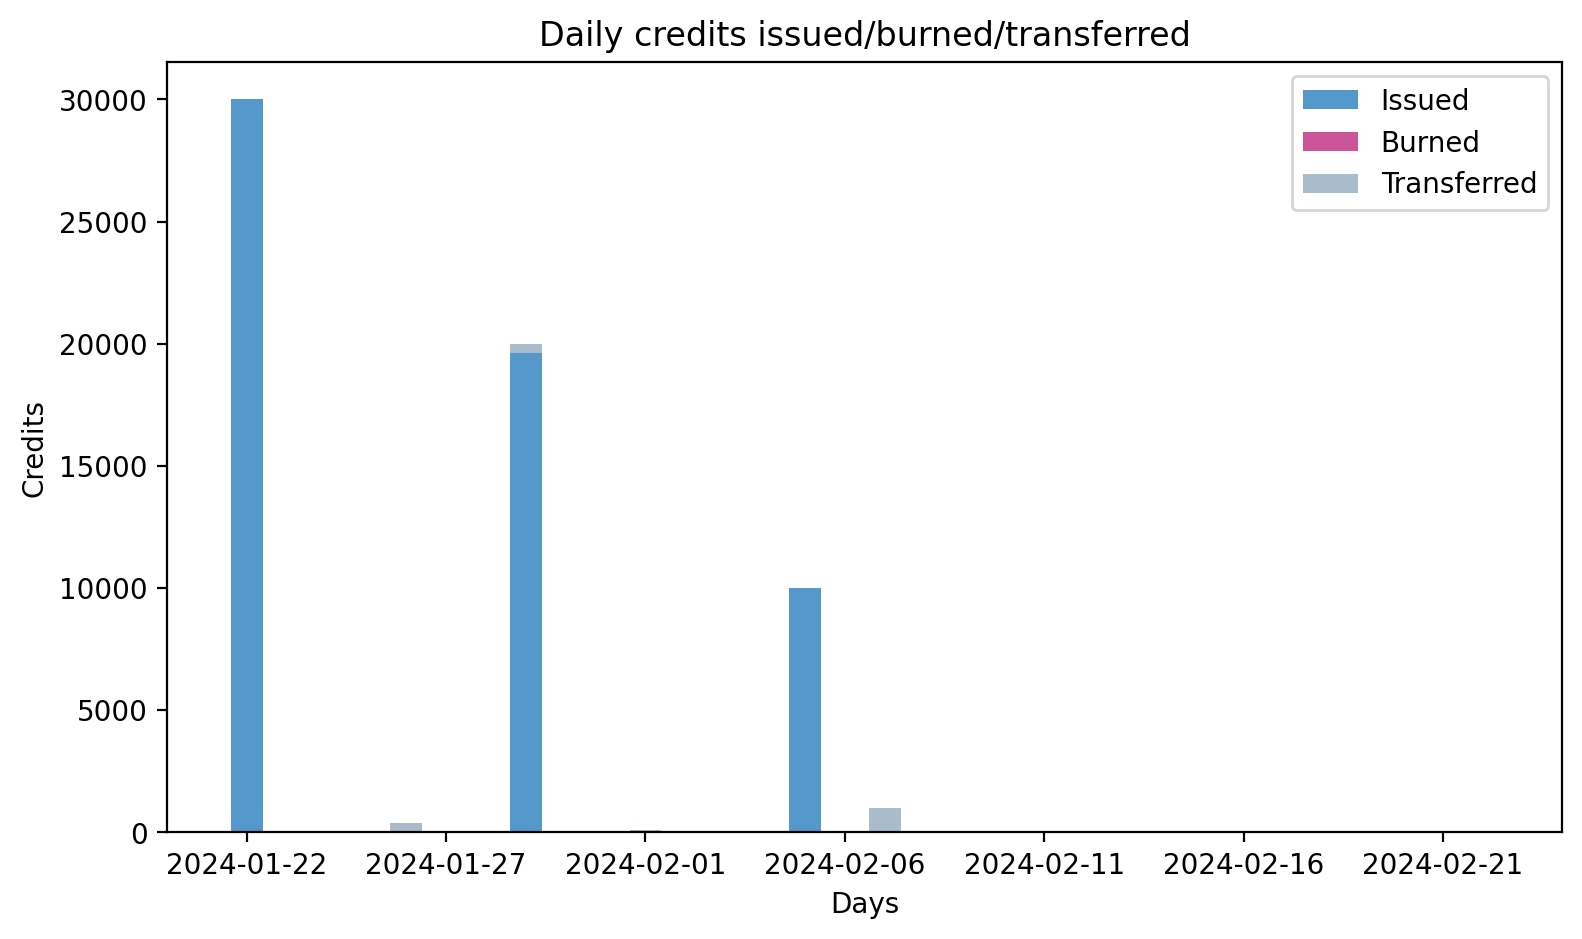 Daily credits issued/burned/transferred
Issued
Burned
Transferred
30000
25000
20000
15000
10000
5000
0
Credits
2024-01-22 2024-01-27 2024-02-01 2024-02-06 2024-02-11 2024-02-16 2024-02-21
Days